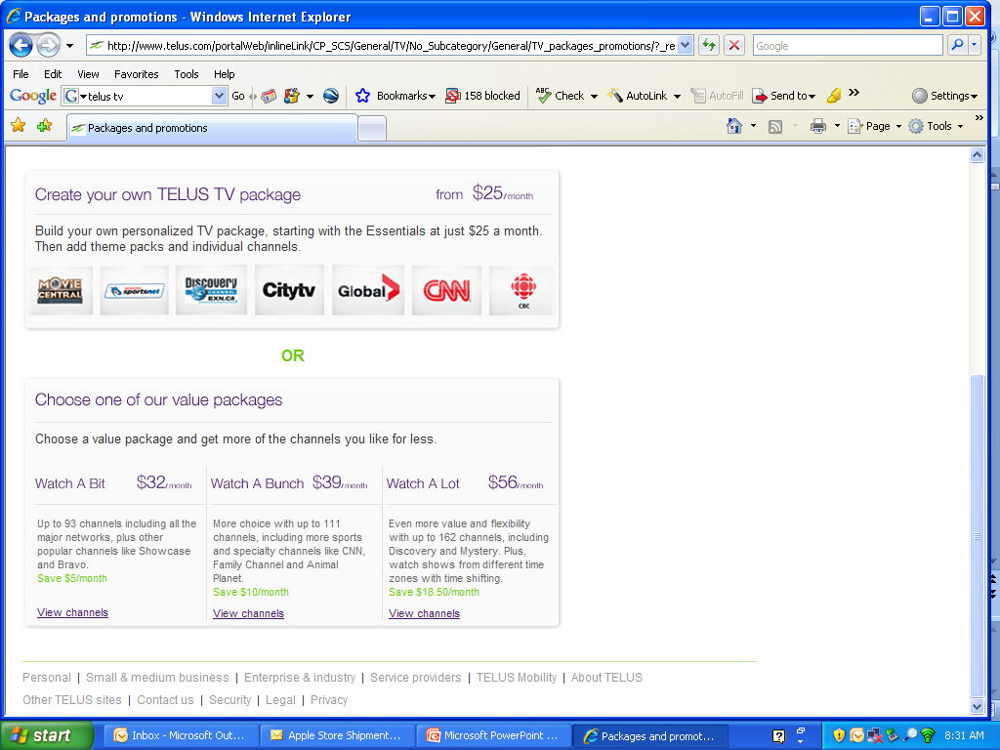 Packages and promotions - Windows Internet Explorer
http://www.telus.com/portalWeb/inlineLink/CP_SCS/General/TV/No_Subcategory/General/TV_packages_promotions/?_re
Google
File Edit View Favorites Tools Help
Google telus tv Go Bookmarks 158 blocked ABC Check AutoLink AutoFill Send to Settings
Packages and promotions Page Tools
Create your own TELUS TV package from $25/month
Build your own personalized TV package, starting with the Essentials at just $25 a month.
Then add theme packs and individual channels.
MOVIE CENTRAL sportsnet Discovery CHANNEL EXN.ca Citytv Global CNN CBC
OR
Choose one of our value packages
Choose a value package and get more of the channels you like for less.
Watch A Bit $32/month
Up to 93 channels including all the
major networks, plus other
popular channels like Showcase
and Bravo.
Save $5/month
View channels
Watch A Bunch $39/month
More choice with up to 111
channels, including more sports
and specialty channels like CNN,
Family Channel and Animal
Planet.
Save $10/month
View channels
Watch A Lot $56/month
Even more value and flexibility
with up to 162 channels, including
Discovery and Mystery. Plus,
watch shows from different time
zones with time shifting.
Save $18.50/month
View channels
Personal | Small & medium business | Enterprise & industry | Service providers | TELUS Mobility | About TELUS
Other TELUS sites | Contact us | Security | Legal | Privacy
start Inbox - Microsoft Out... Apple Store Shipment... Microsoft PowerPoint ... Packages and promot... 8:31 AM